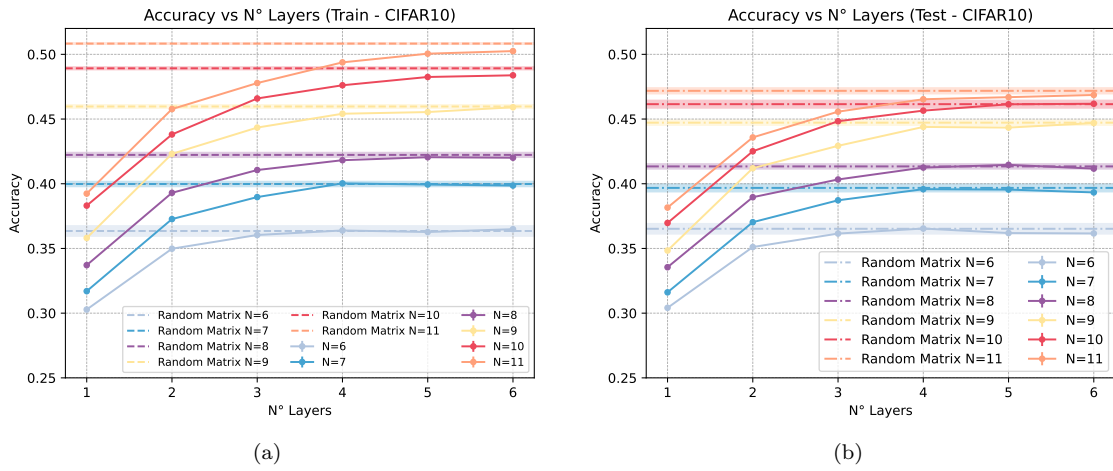 Accuracy vs N° Layers (Train - CIFAR10)
Accuracy
0.50
0.45
0.40
0.35
0.30
0.25
Random Matrix N=6
Random Matrix N=7
Random Matrix N=8
Random Matrix N=9
Random Matrix N=10
Random Matrix N=11
N=6
N=7
N=8
N=9
N=10
N=11
1 2 3 4 5 6
N° Layers
(a)
Accuracy vs N° Layers (Test - CIFAR10)
Accuracy
0.50
0.45
0.40
0.35
0.30
0.25
Random Matrix N=6
Random Matrix N=7
Random Matrix N=8
Random Matrix N=9
Random Matrix N=10
Random Matrix N=11
N=6
N=7
N=8
N=9
N=10
N=11
1 2 3 4 5 6
N° Layers
(b)